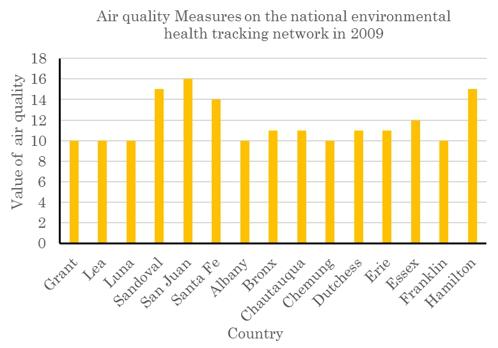 Air quality Measures on the national environmental
health tracking network in 2009
Value of air quality
18
16
14
12
10
8
6
4
2
0
Grant
Lea
Luna
Sandoval
San Juan
Santa Fe
Albany
Bronx
Chautauqua
Chemung
Dutchess
Erie
Essex
Franklin
Hamilton
Country